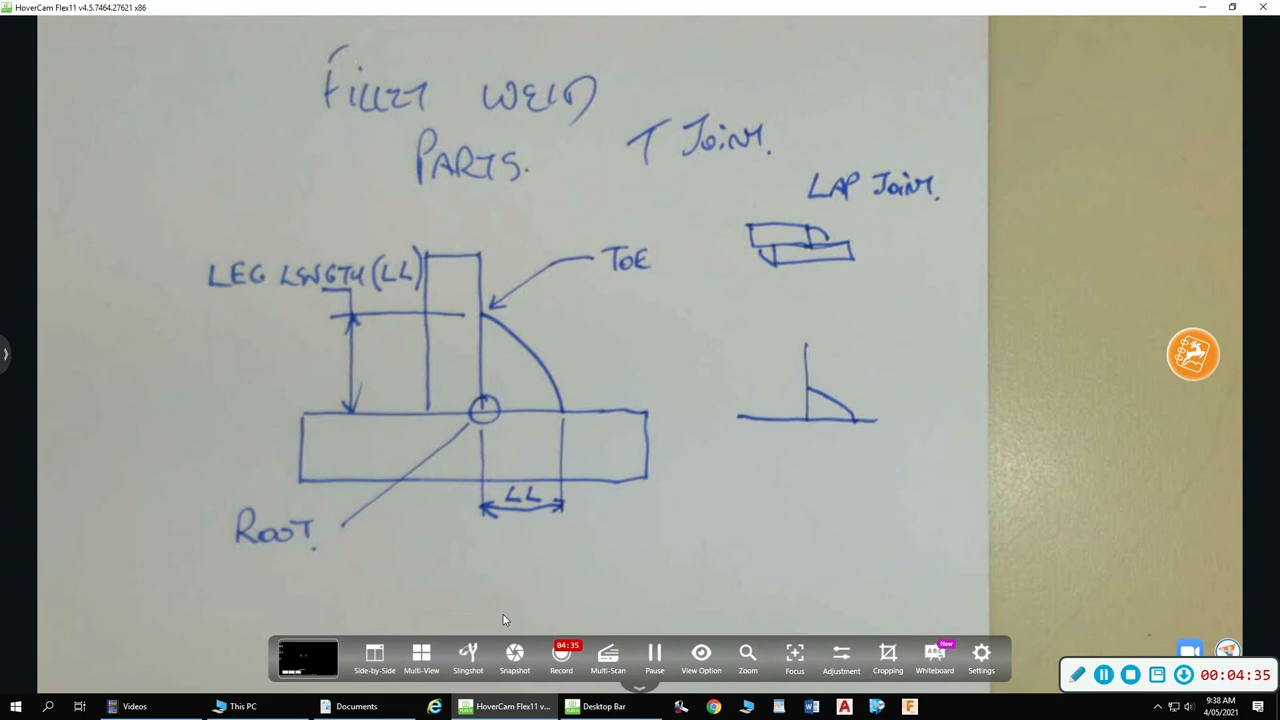 HoverCam Flex11 v4.5.7464.27621 x86
FILLET WELD
PARTS.
T JOINT.
LAP JOINT.
LEG LENGTH (LL)
TOE
LL
ROOT.
Side-by-Side
Multi-View
Slingshot
Snapshot
04:35
Record
Multi-Scan
Pause
View Option
Zoom
Focus
Adjustment
Cropping
New
ABC
Whiteboard
Settings
00:04:35
Videos
This PC
Documents
HoverCam Flex11 v...
Desktop Bar
9:38 AM
4/05/2021